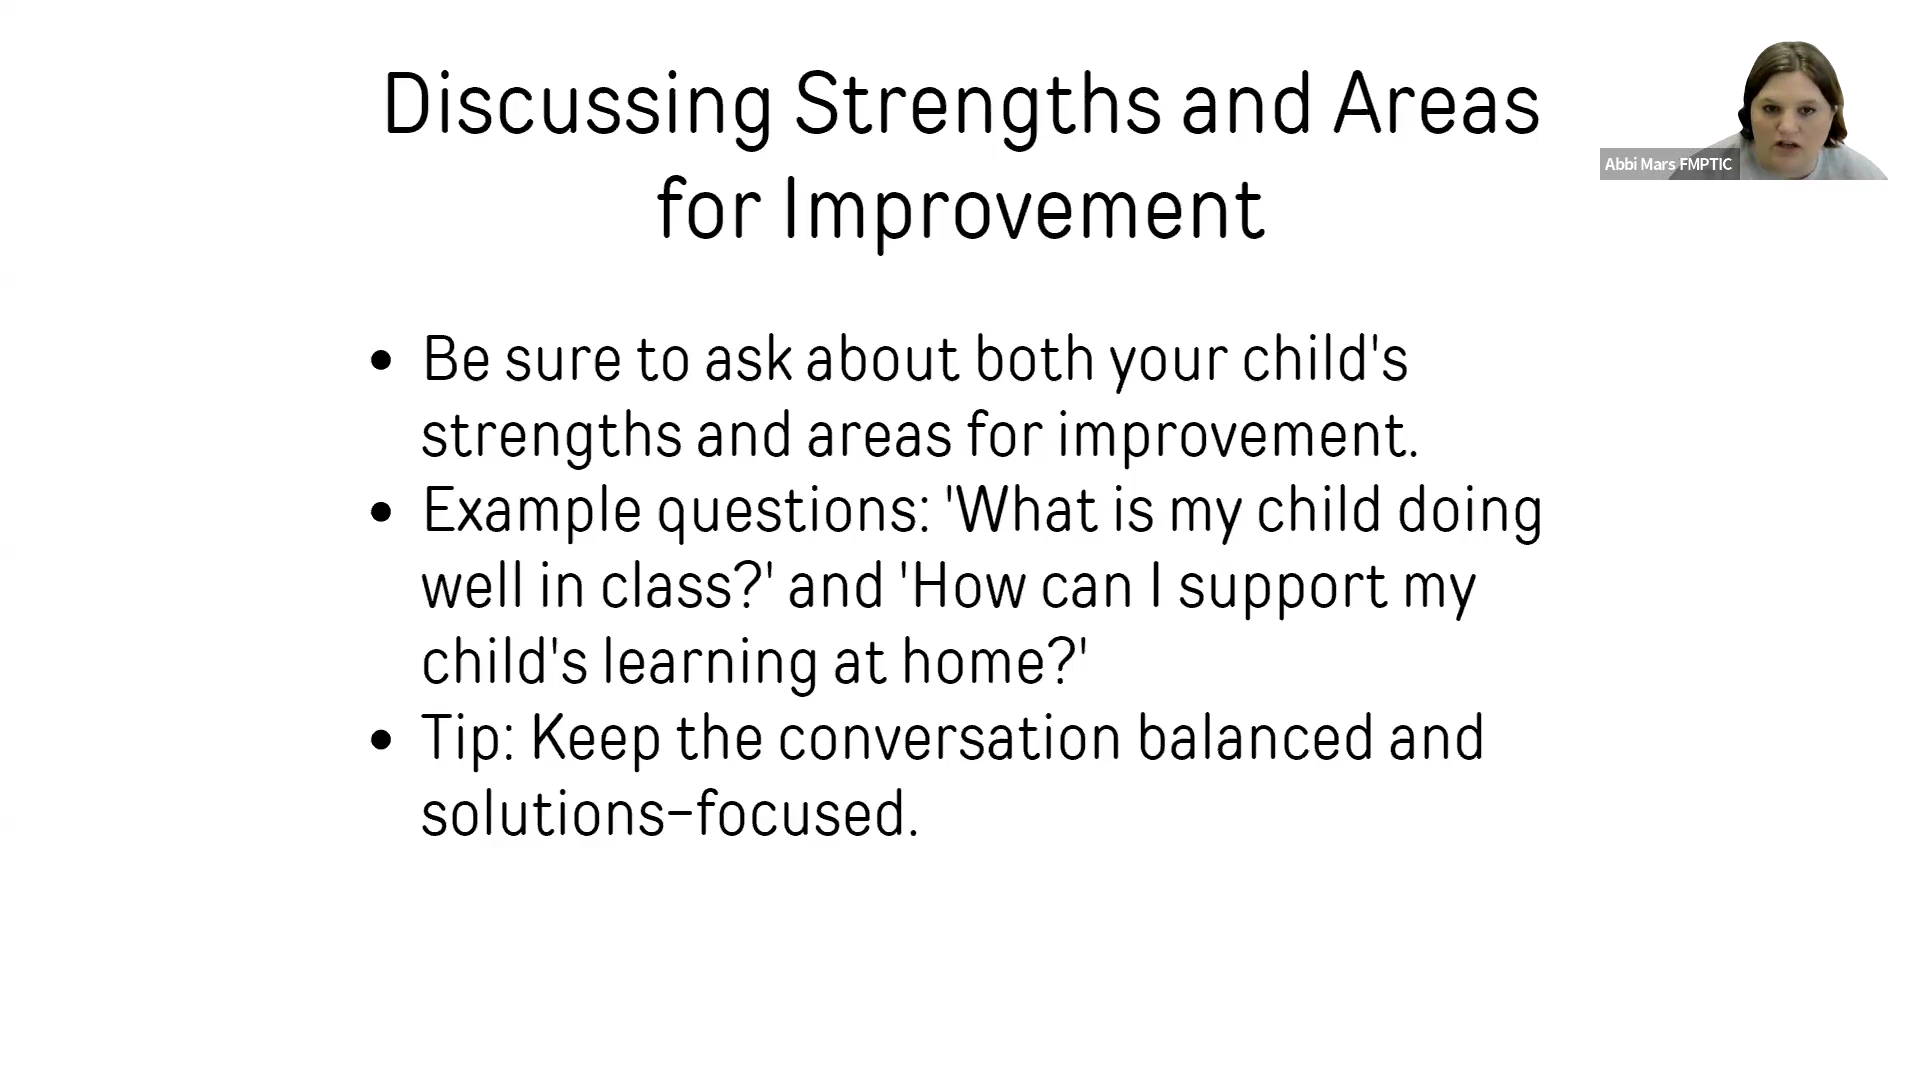 Discussing Strengths and Areas
for Improvement
Abbi Mars FMPTIC
• Be sure to ask about both your child's
strengths and areas for improvement.
• Example questions: 'What is my child doing
well in class?' and 'How can I support my
child's learning at home?'
• Tip: Keep the conversation balanced and
solutions-focused.